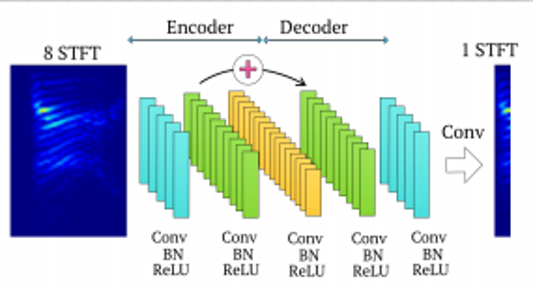 Encoder
Decoder
8 STFT
1 STFT
+
Conv
Conv
BN
ReLU
Conv
BN
ReLU
Conv
BN
ReLU
Conv
BN
ReLU
Conv
BN
ReLU